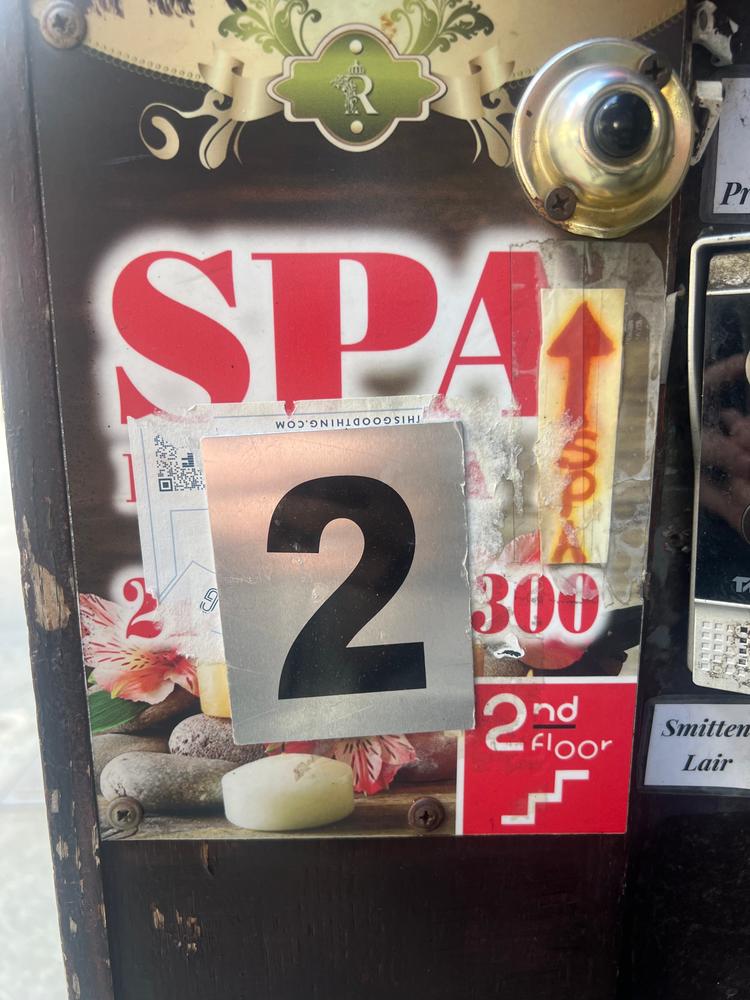 R
SPA
SPA
THISGOODTHING.COM
2
2
300
2nd
floor
Pr
Smitten
Lair